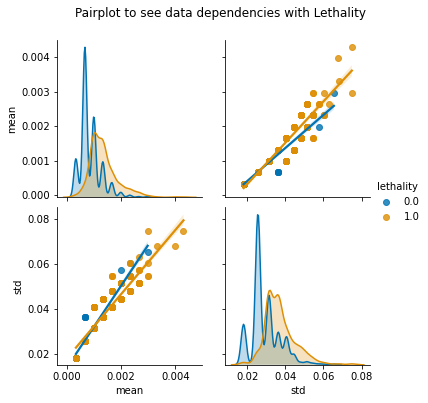 Pairplot to see data dependencies with Lethality
0.004
0.003
0.002
0.001
0.000
mean
lethality
0.0
1.0
0.08
0.06
0.04
0.02
std
0.000 0.002 0.004
mean
0.02 0.04 0.06 0.08
std